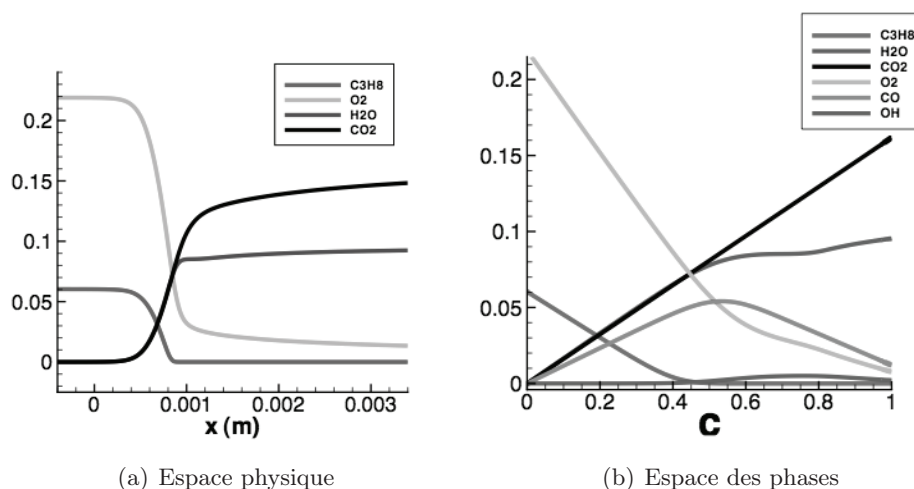 C3H8
O2
H2O
CO2
0.2
0.15
0.1
0.05
0
0 0.001 0.002 0.003
x (m)
(a) Espace physique
C3H8
H2O
CO2
O2
CO
OH
0.2
0.15
0.1
0.05
0
0 0.2 0.4 0.6 0.8 1
C
(b) Espace des phases